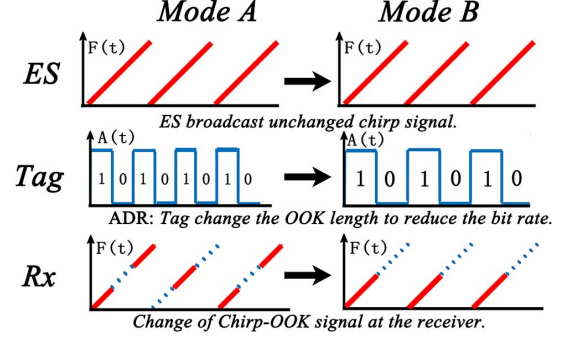 Mode A Mode B
ES F(t) F(t)
ES broadcast unchanged chirp signal.
Tag A(t) A(t)
1 0 1 0 1 0 1 0 1 0 1 0 1 0
ADR: Tag change the OOK length to reduce the bit rate.
Rx F(t) F(t)
Change of Chirp-OOK signal at the receiver.